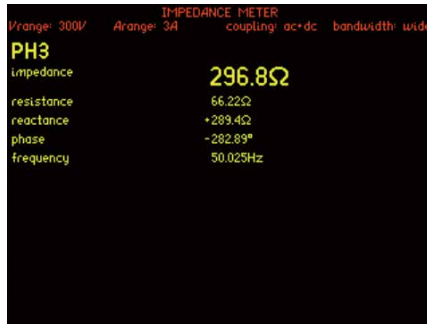 IMPEDANCE METER
Vrange: 300V Arange: 3A coupling: ac+dc bandwidth: wide
PH3
impedance 296.8Ω
resistance 66.22Ω
reactance +289.4Ω
phase -282.89°
frequency 50.025Hz